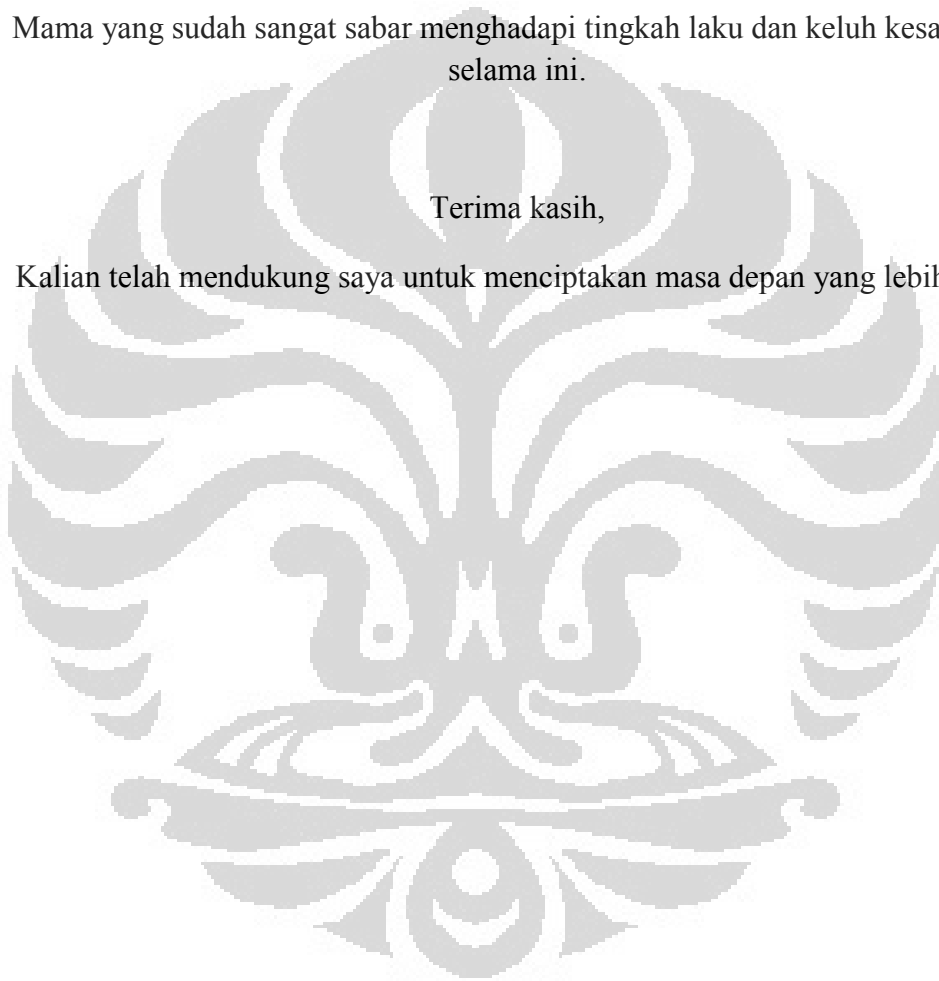 Mama yang sudah sangat sabar menghadapi tingkah laku dan keluh kesa
selama ini.
Terima kasih,
Kalian telah mendukung saya untuk menciptakan masa depan yang lebih